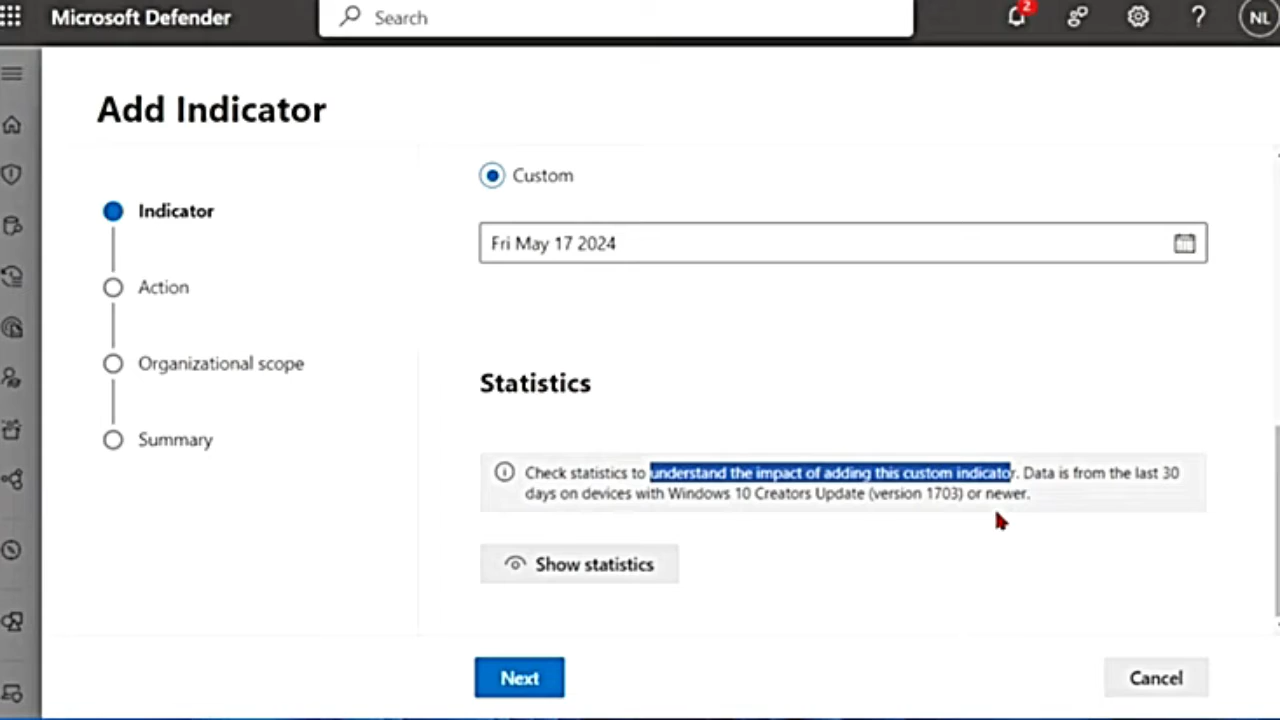 Microsoft Defender
Search
2
NL
Add Indicator
Indicator
Action
Organizational scope
Summary
Custom
Fri May 17 2024
Statistics
Check statistics to understand the impact of adding this custom indicator. Data is from the last 30
days on devices with Windows 10 Creators Update (version 1703) or newer.
Show statistics
Next
Cancel